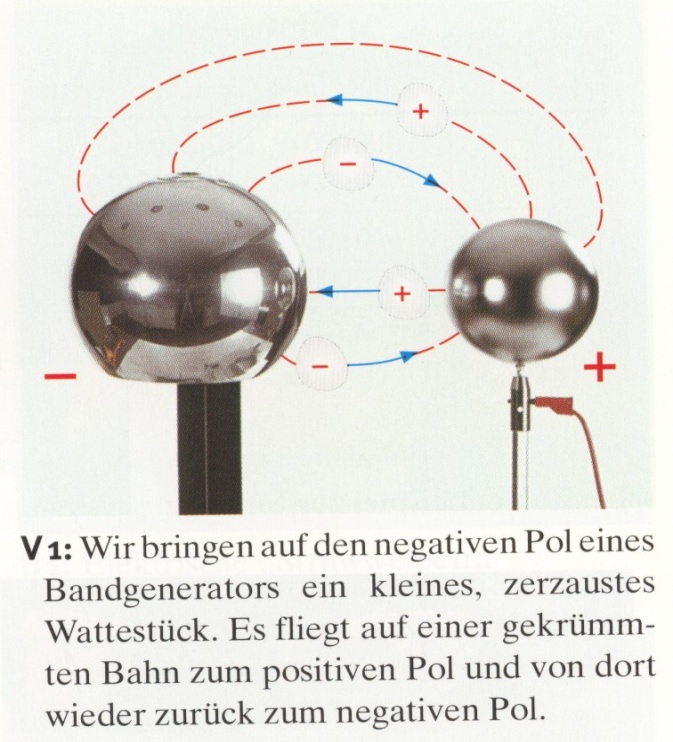 +
−
+
−
−
+
V 1: Wir bringen auf den negativen Pol eines
Bandgenerators ein kleines, zerzaustes
Wattestück. Es fliegt auf einer gekrümm-
ten Bahn zum positiven Pol und von dort
wieder zurück zum negativen Pol.